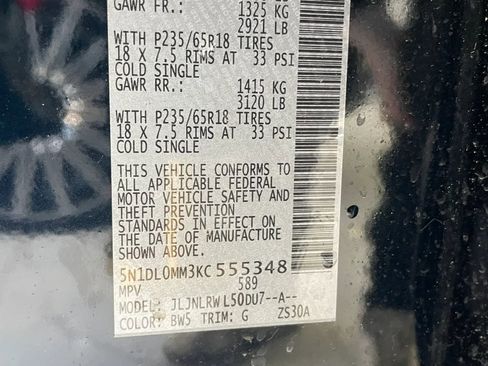 GAWR FR.: 1325 KG
2921 LB
WITH P235/65R18 TIRES
18 X 7.5 RIMS AT 33 PSI
COLD SINGLE
GAWR RR.: 1415 KG
3120 LB
WITH P235/65R18 TIRES
18 X 7.5 RIMS AT 33 PSI
COLD SINGLE
THIS VEHICLE CONFORMS TO
ALL APPLICABLE FEDERAL
MOTOR VEHICLE SAFETY AND
THEFT PREVENTION
STANDARDS IN EFFECT ON
THE DATE OF MANUFACTURE
SHOWN ABOVE.
5N1DL0MM3KC555348
MPV 589
MODEL: JLJNLRWL50DU7--A--
COLOR: BW5 TRIM: G ZS30A